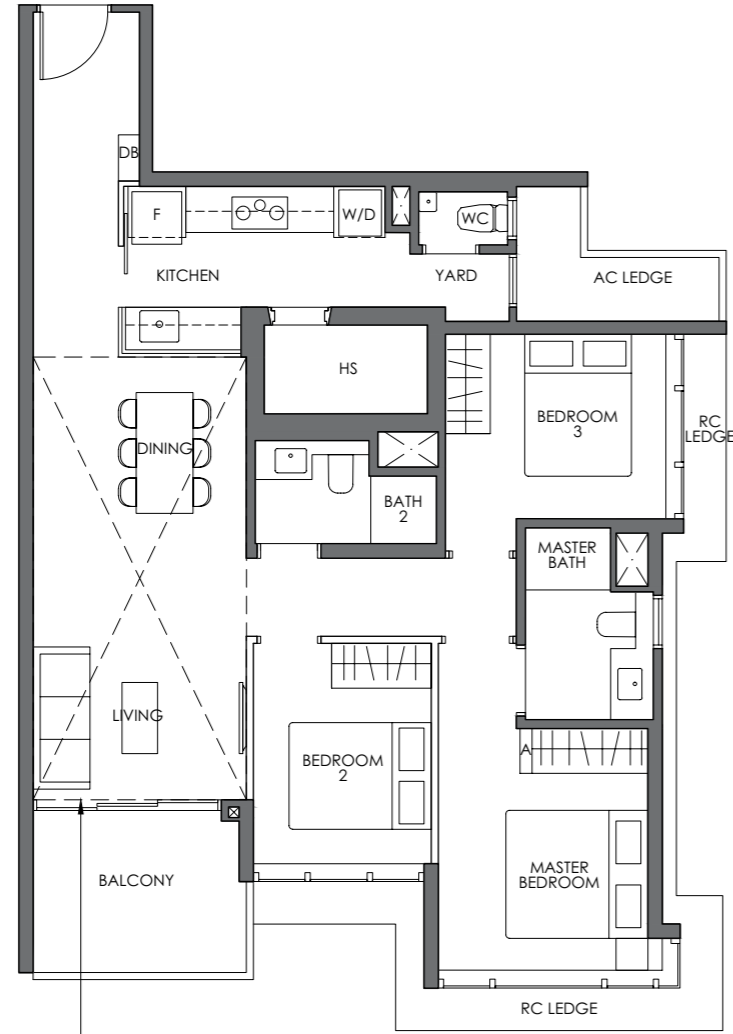 DB
F
W/D
WC
KITCHEN
YARD
AC LEDGE
HS
BEDROOM
3
RC
LEDGE
DINING
BATH
2
MASTER
BATH
LIVING
BEDROOM
2
A
MASTER
BEDROOM
BALCONY
RC LEDGE